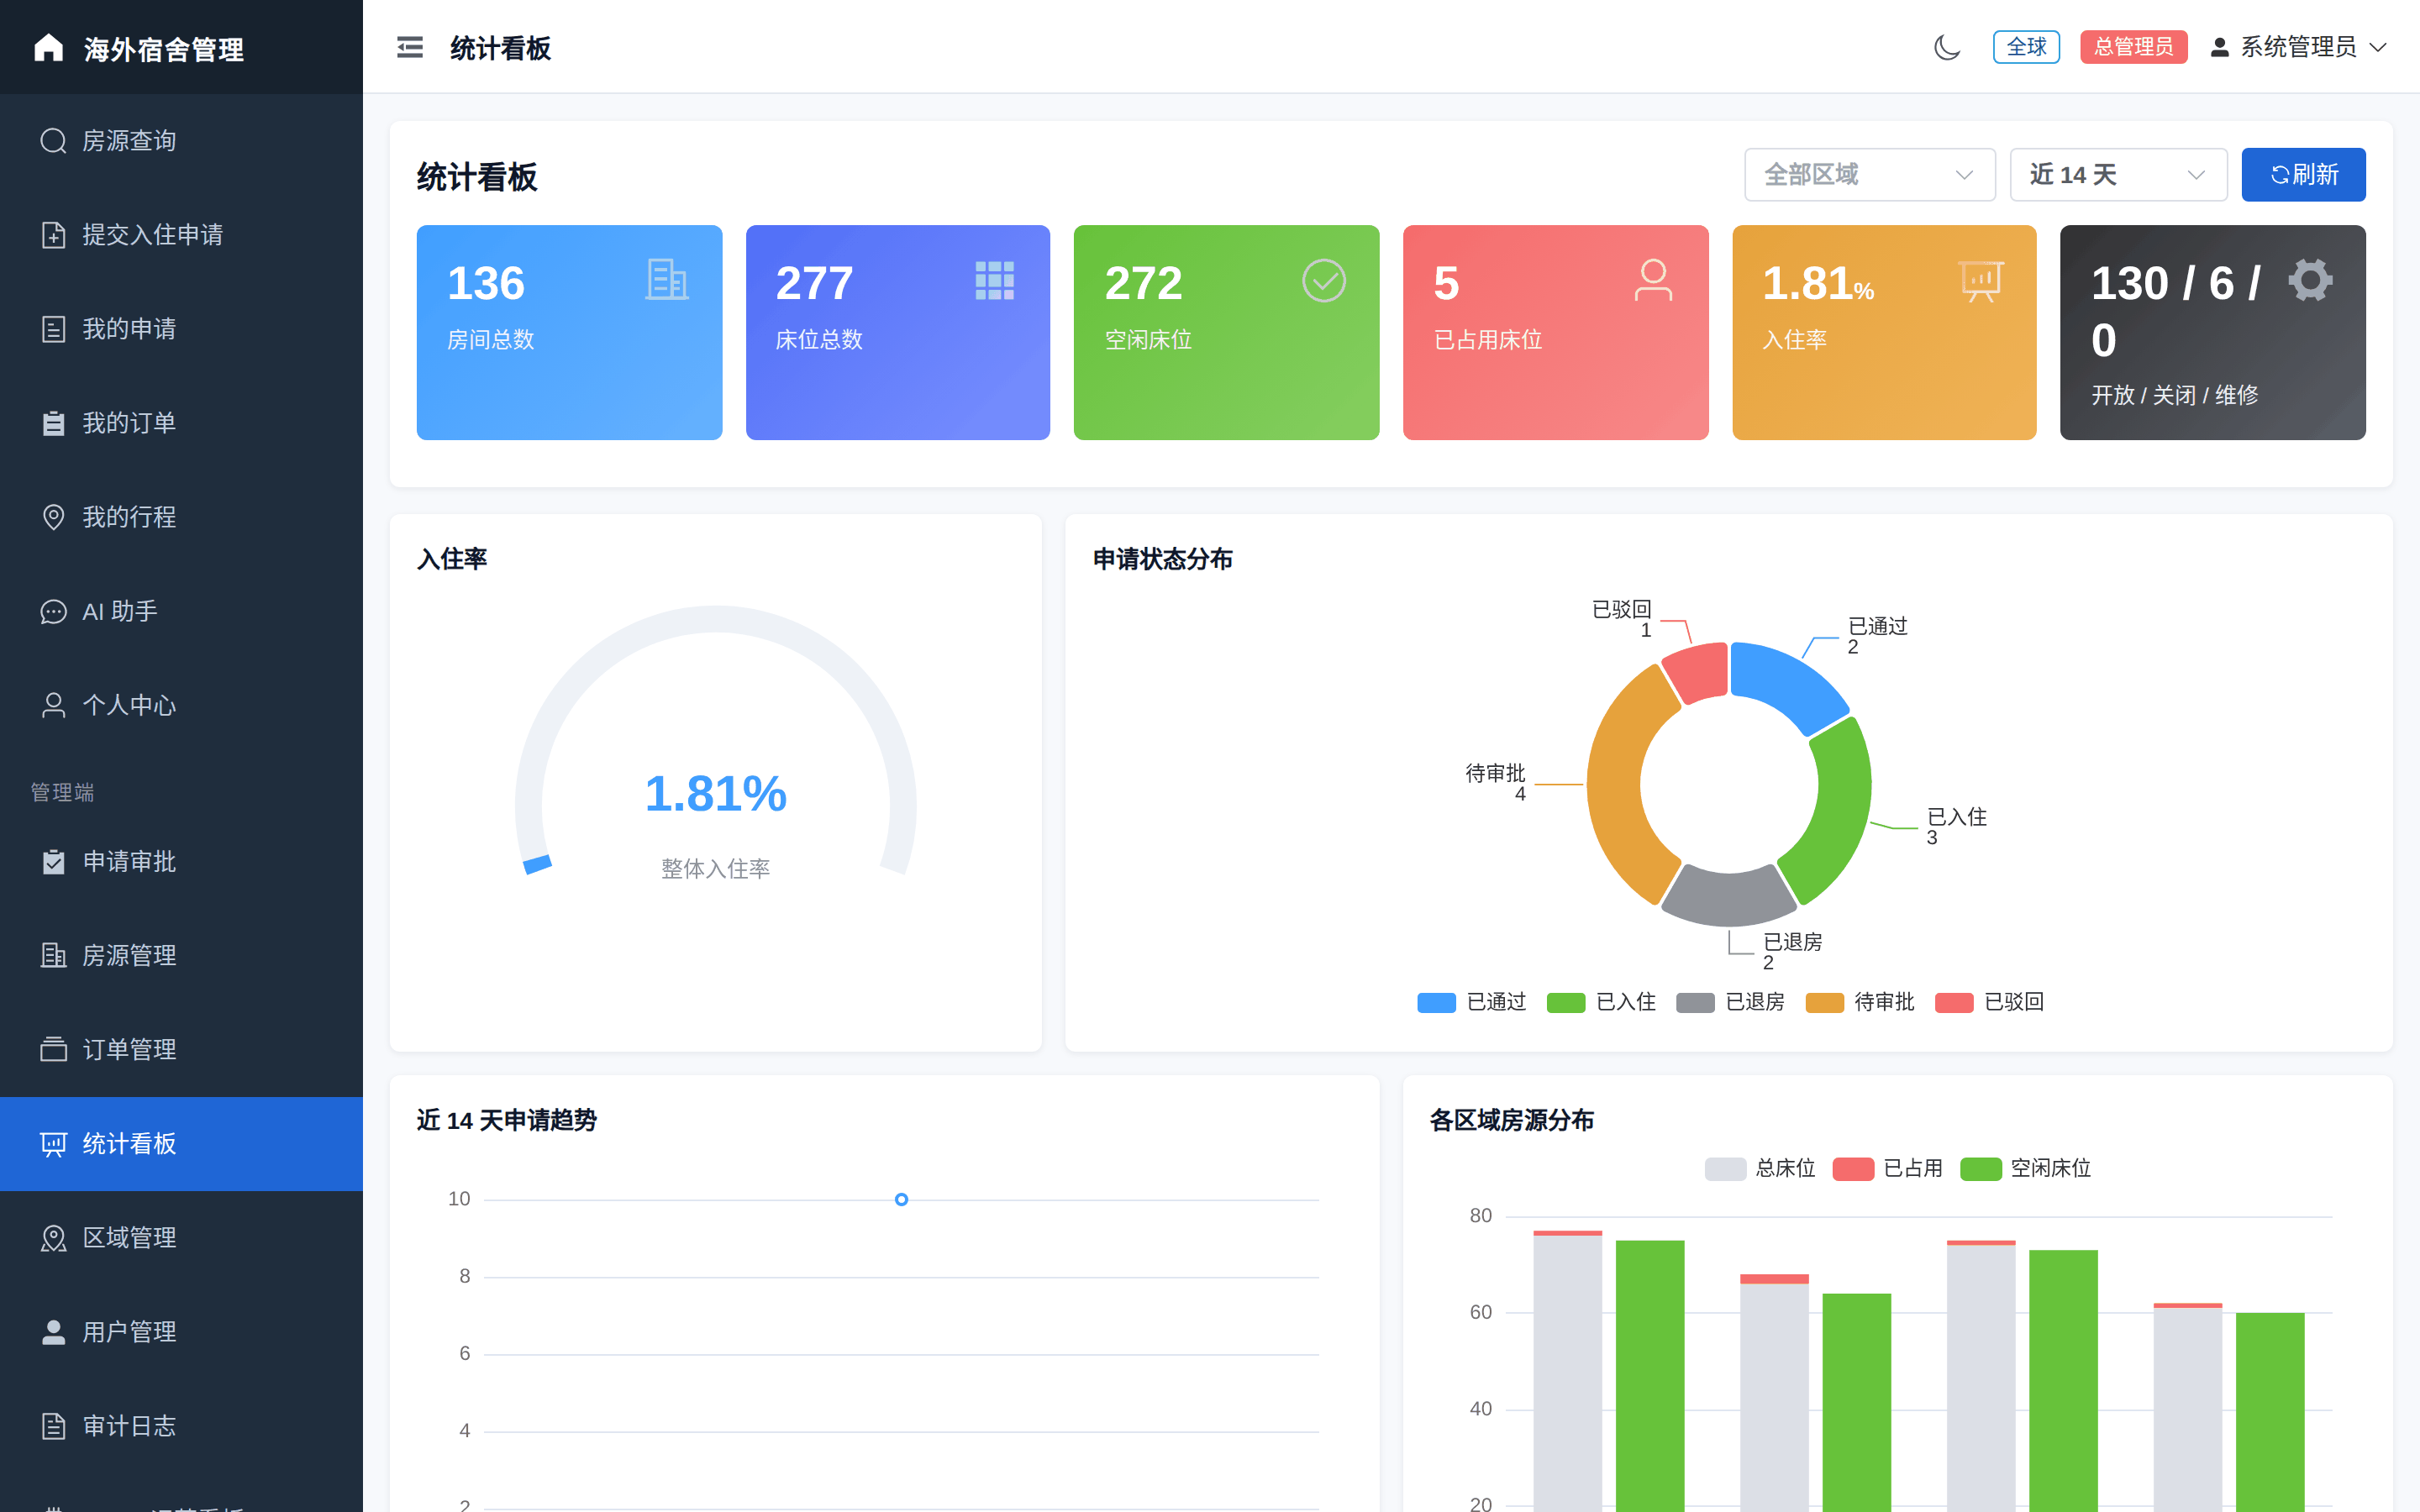 海外宿舍管理
房源查询
提交入住申请
我的申请
我的订单
我的行程
AI 助手
个人中心
管理端
申请审批
房源管理
订单管理
统计看板
区域管理
用户管理
审计日志
统计看板
全球
总管理员
系统管理员
统计看板
全部区域
近 14 天
刷新
136
房间总数
277
床位总数
272
空闲床位
5
已占用床位
1.81%
入住率
130 / 6 /
0
开放 / 关闭 / 维修
入住率
1.81%
整体入住率
申请状态分布
已驳回
1
已通过
2
待审批
4
已入住
3
已退房
2
已通过
已入住
已退房
待审批
已驳回
近 14 天申请趋势
10
8
6
4
2
各区域房源分布
总床位
已占用
空闲床位
80
60
40
20